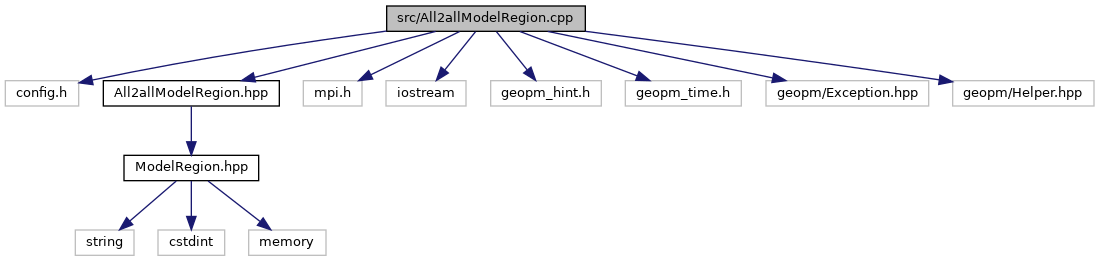 src/All2allModelRegion.cpp
config.h
All2allModelRegion.hpp
mpi.h
iostream
geopm_hint.h
geopm_time.h
geopm/Exception.hpp
geopm/Helper.hpp
ModelRegion.hpp
string
cstdint
memory